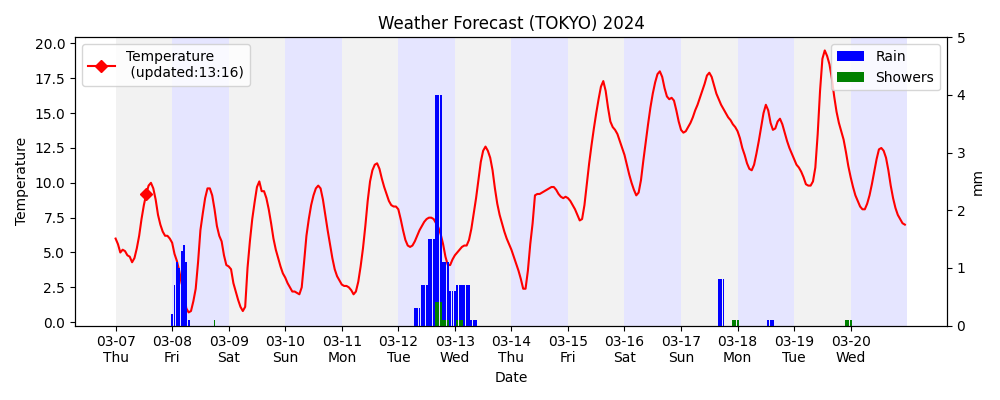 Weather Forecast (TOKYO) 2024
Temperature
(updated:13:16)
Rain
Showers
Temperature
20.0
17.5
15.0
12.5
10.0
7.5
5.0
2.5
0.0
5
4
3
2
1
0
mm
03-07 03-08 03-09 03-10 03-11 03-12 03-13 03-14 03-15 03-16 03-17 03-18 03-19 03-20
Thu Fri Sat Sun Mon Tue Wed Thu Fri Sat Sun Mon Tue Wed
Date